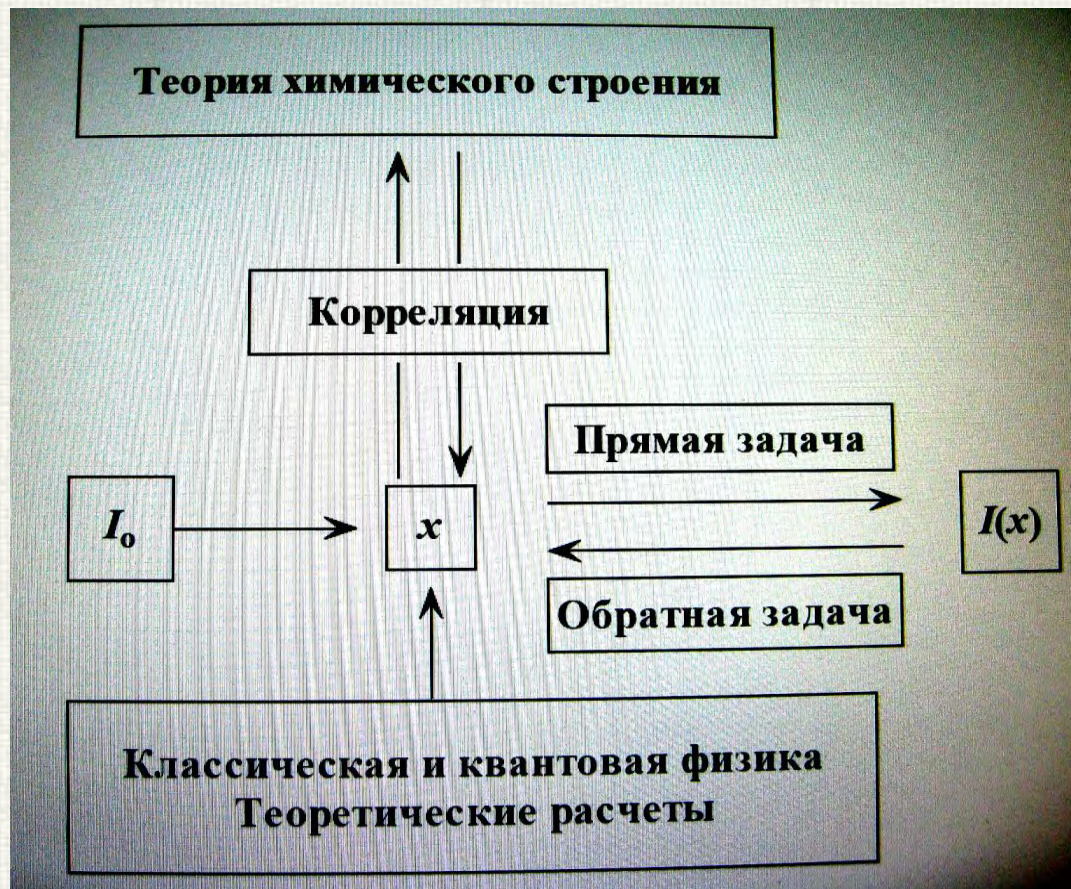 Теория химического строения
Корреляция
Прямая задача
I₀
x
I(x)
Обратная задача
Классическая и квантовая физика
Теоретические расчеты